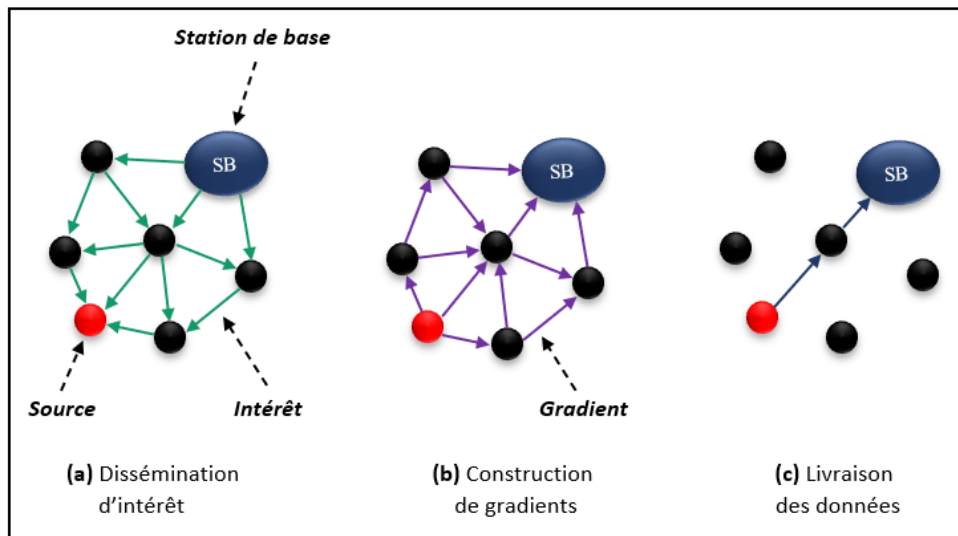 Station de base
SB
SB
SB
Source
Intérêt
Gradient
(a) Dissémination
d’intérêt
(b) Construction
de gradients
(c) Livraison
des données